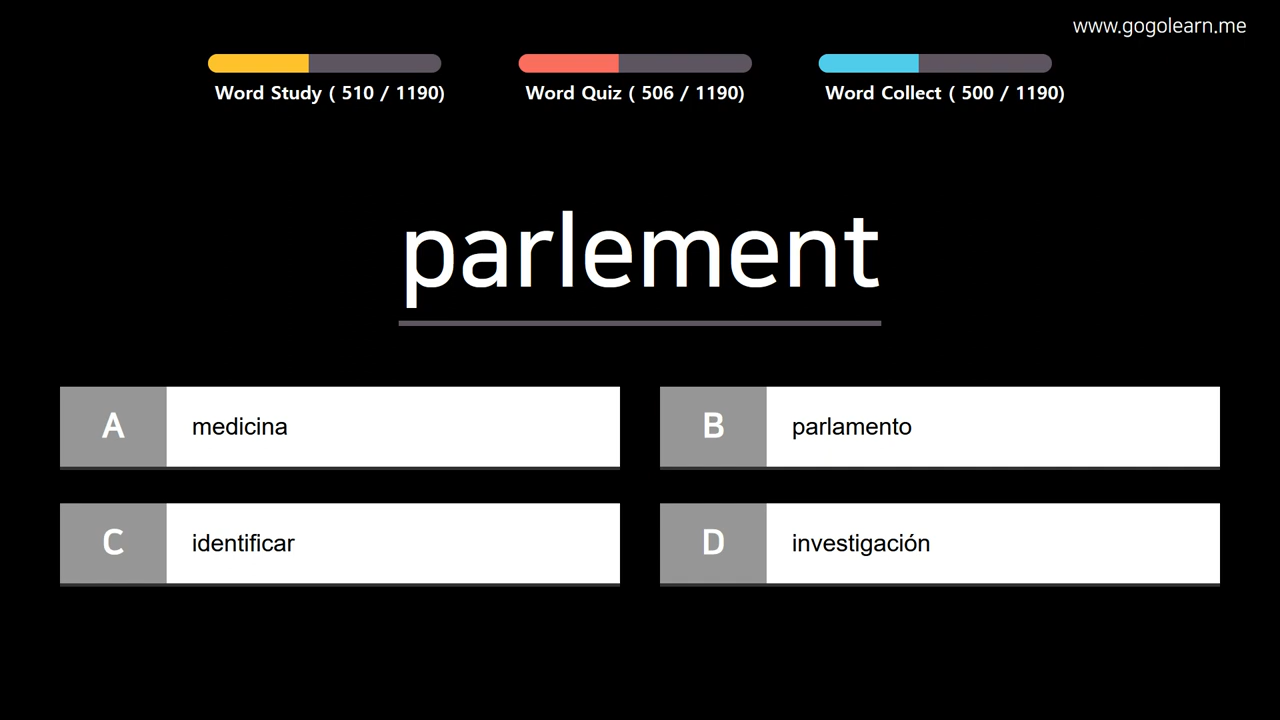 www.gogolearn.me
Word Study ( 510 / 1190)
Word Quiz ( 506 / 1190)
Word Collect ( 500 / 1190)
parlement
A medicina
B parlamento
C identificar
D investigación